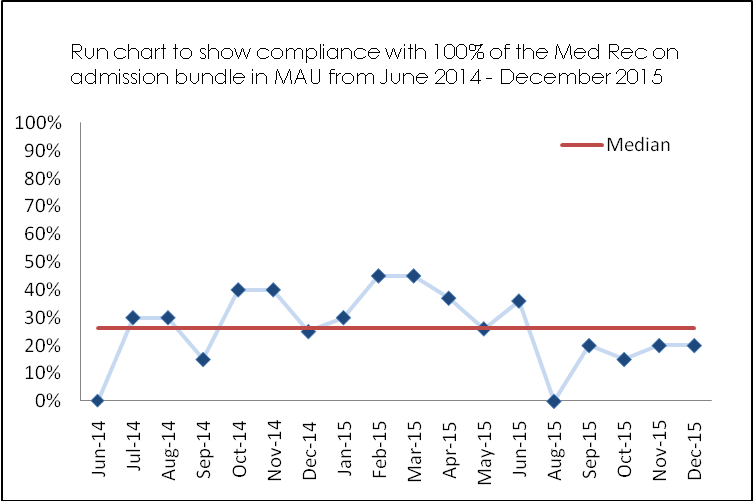 Run chart to show compliance with 100% of the Med Rec on
admission bundle in MAU from June 2014 - December 2015
100%
90%
80%
70%
60%
50%
40%
30%
20%
10%
0%
Median
Jun-14
Jul-14
Aug-14
Sep-14
Oct-14
Nov-14
Dec-14
Jan-15
Feb-15
Mar-15
Apr-15
May-15
Jun-15
Aug-15
Sep-15
Oct-15
Nov-15
Dec-15